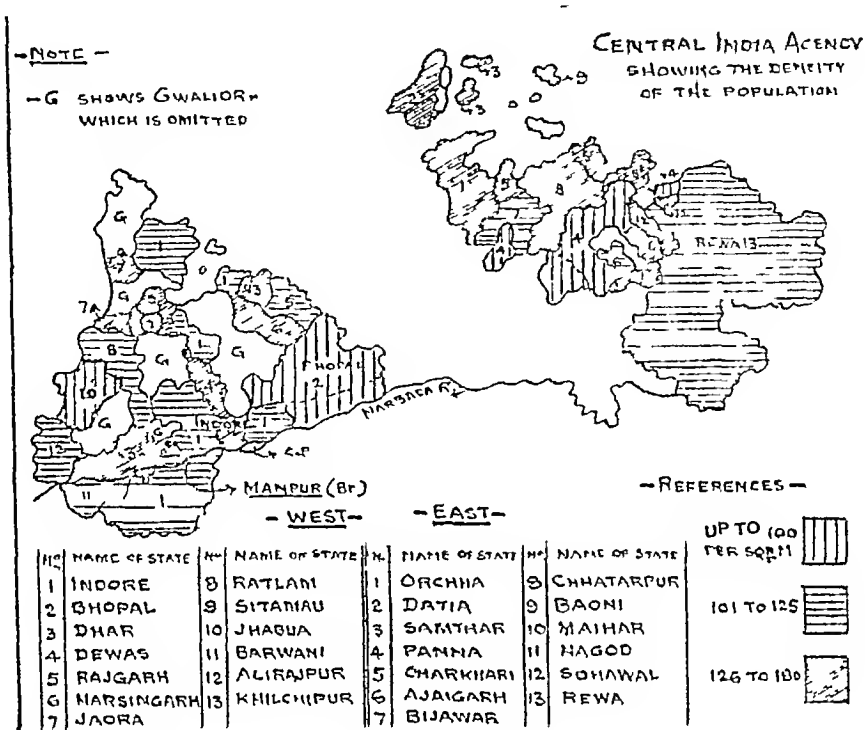 NOTE -
CENTRAL INDIA AGENCY
SHOWING THE DENCITY
OF THE POPULATION
- G SHOWS GWALIOR
WHICH IS OMITTED
REWA 13
BHOPAL
2
INDORE
NARBADA R.
MANPUR (Br)
- WEST -
- EAST -
- REFERENCES -
UP TO 100
PER SQR M
101 TO 125
126 TO 180
No NAME OF STATE No NAME OF STATE N. NAME OF STATE No NAME OF STATE
1 INDORE 8 RATLAM 1 ORCHHA 8 CHHATARPUR
2 BHOPAL 9 SITAMAU 2 DATIA 9 BAONI
3 DHAR 10 JHABUA 3 SAMTHAR 10 MAIHAR
4 DEWAS 11 BARWANI 4 PANNA 11 NAGOD
5 RAJGARH 12 ALIRAJPUR 5 CHARKHARI 12 SOHAWAL
6 NARSINGARH 13 KHILCHIPUR 6 AJAIGARH 13 REWA
7 JAORA 7 BIJAWAR